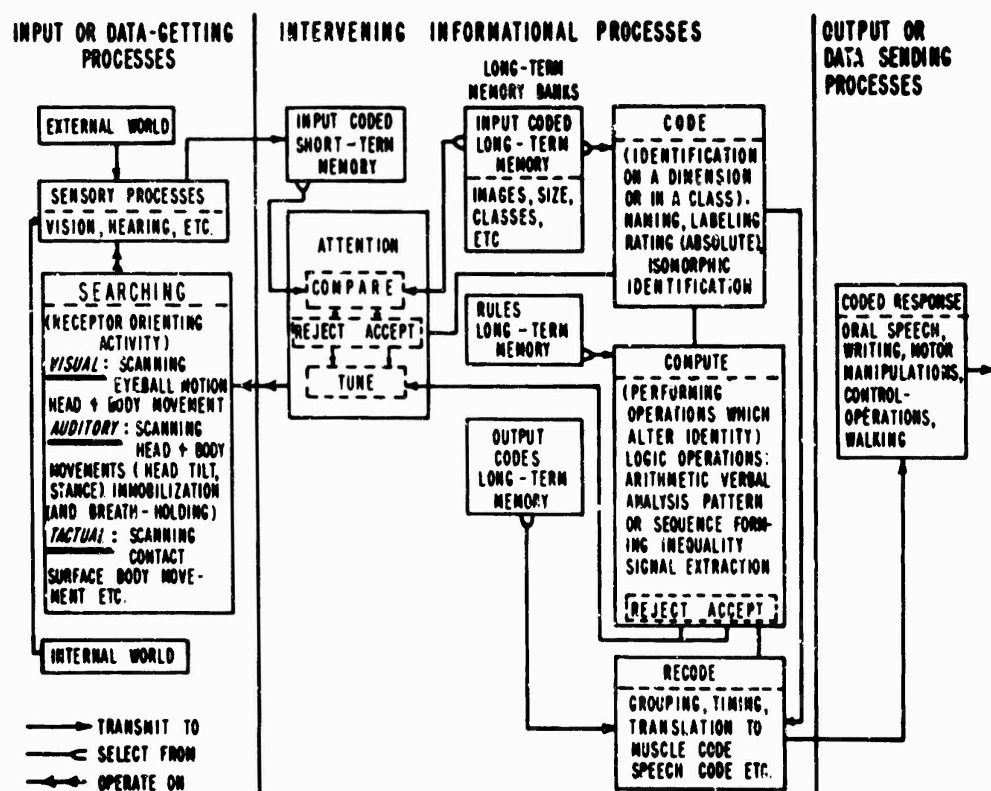 INPUT OR DATA-GETTING
PROCESSES
INTERVENING INFORMATIONAL PROCESSES
OUTPUT OR
DATA SENDING
PROCESSES
EXTERNAL WORLD
SENSORY PROCESSES
VISION, HEARING, ETC.
SEARCHING
(RECEPTOR ORIENTING
ACTIVITY)
VISUAL: SCANNING
EYEBALL MOTION
HEAD + BODY MOVEMENT
AUDITORY: SCANNING
HEAD + BODY
MOVEMENTS (HEAD TILT,
STANCE). IMMOBILIZATION
(AND BREATH-HOLDING)
TACTUAL: SCANNING
CONTACT
SURFACE BODY MOVE-
MENT ETC.
INTERNAL WORLD
TRANSMIT TO
SELECT FROM
OPERATE ON
INPUT CODED
SHORT-TERM
MEMORY
ATTENTION
COMPARE
REJECT ACCEPT
TUNE
LONG-TERM
MEMORY BANKS
INPUT CODED
LONG-TERM
MEMORY
IMAGES, SIZE,
CLASSES,
ETC
RULES
LONG-TERM
MEMORY
OUTPUT
CODES
LONG-TERM
MEMORY
CODE
(IDENTIFICATION
ON A DIMENSION
OR IN A CLASS).
NAMING, LABELING
RATING (ABSOLUTE)
ISOMORPHIC
IDENTIFICATION
COMPUTE
(PERFORMING
OPERATIONS WHICH
ALTER IDENTITY)
LOGIC OPERATIONS:
ARITHMETIC VERBAL
ANALYSIS PATTERN
OR SEQUENCE FORM-
ING INEQUALITY
SIGNAL EXTRACTION
REJECT ACCEPT
RECODE
GROUPING, TIMING,
TRANSLATION TO
MUSCLE CODE
SPEECH CODE ETC.
CODED RESPONSE
ORAL SPEECH,
WRITING, MOTOR
MANIPULATIONS,
CONTROL-
OPERATIONS,
WALKING